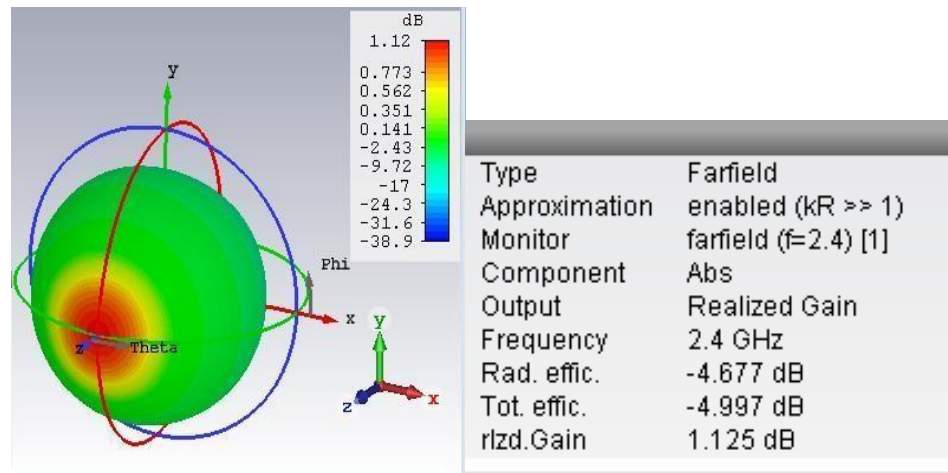 dB
1.12
0.773
0.562
0.351
0.141
-2.43
-9.72
-17
-24.3
-31.6
-38.9
y
Phi
x
z
Theta
y
z
x
Type Farfield
Approximation enabled (kR >> 1)
Monitor farfield (f=2.4) [1]
Component Abs
Output Realized Gain
Frequency 2.4 GHz
Rad. effic. -4.677 dB
Tot. effic. -4.997 dB
rlzd.Gain 1.125 dB